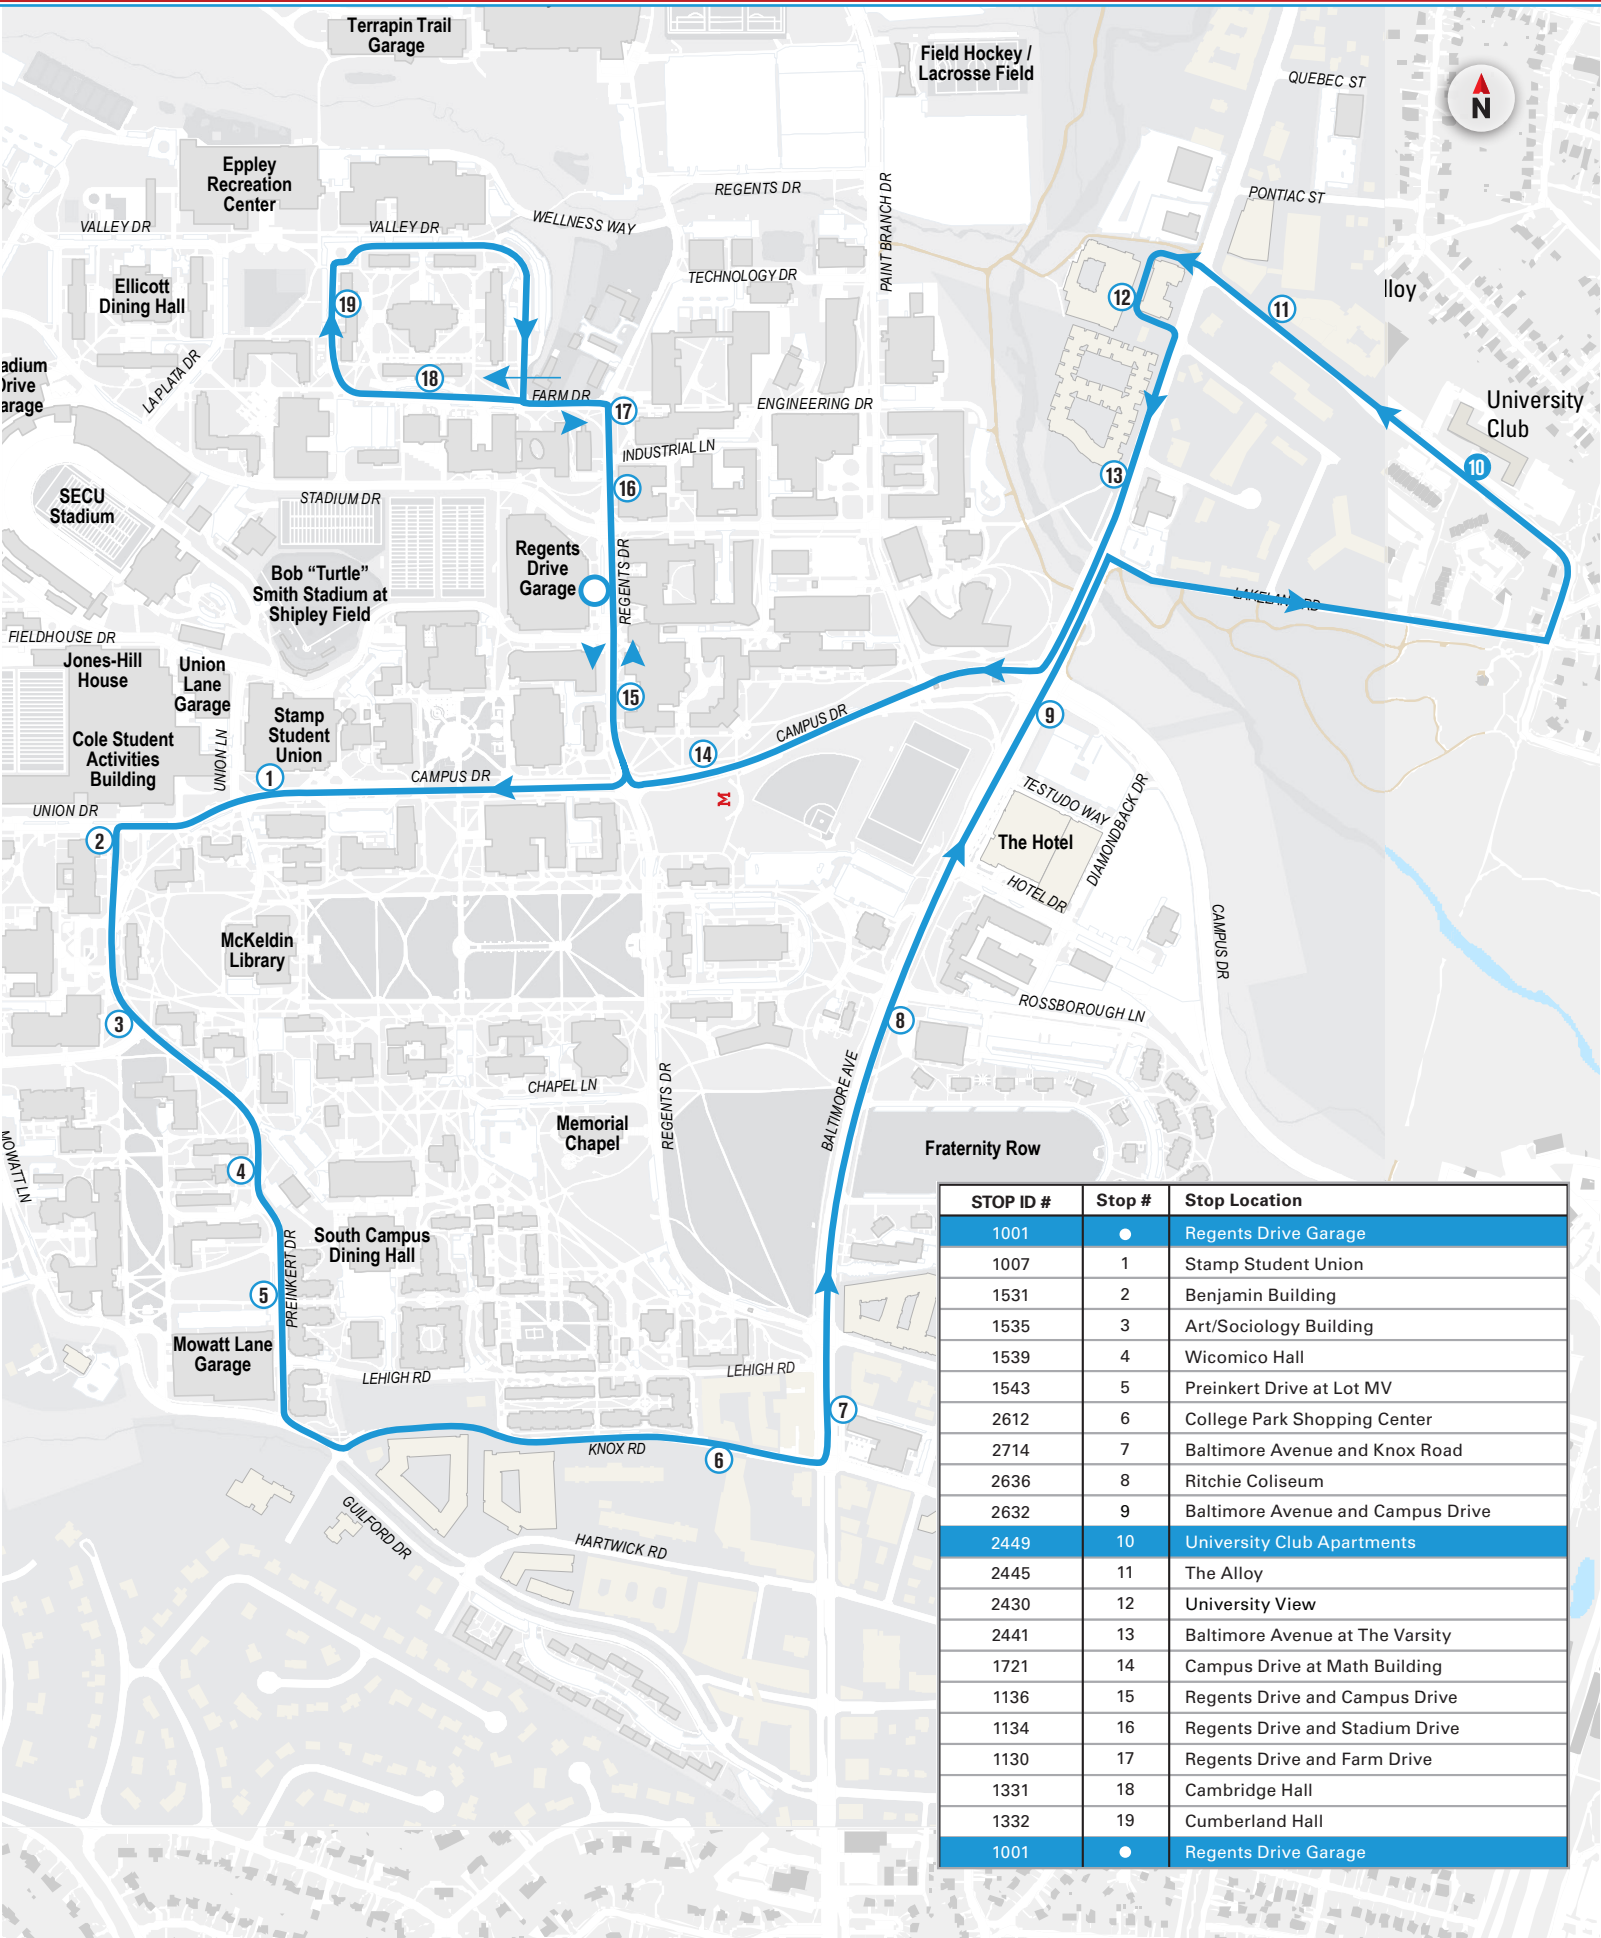 Terrapin Trail
Garage
Field Hockey /
Lacrosse Field
QUEBEC ST
N
Eppley
Recreation
Center
REGENTS DR
PAINT BRANCH DR
PONTIAC ST
VALLEY DR
VALLEY DR
WELLNESS WAY
TECHNOLOGY DR
Ellicott
Dining Hall
19
12
11
lloy
adium
Drive
arage
LA PLATA DR
18
FARM DR
17
ENGINEERING DR
University
Club
INDUSTRIAL LN
10
13
16
SECU
Stadium
STADIUM DR
Regents
Drive
Garage
REGENTS DR
Bob “Turtle”
Smith Stadium at
Shipley Field
LAKELAND RD
FIELDHOUSE DR
Jones-Hill
House
Union
Lane
Garage
15
9
Stamp
Student
Union
CAMPUS DR
Cole Student
Activities
Building
UNION LN
14
1
CAMPUS DR
M
TESTUDO WAY
DIAMONDBACK DR
UNION DR
2
The Hotel
HOTEL DR
CAMPUS DR
McKeldin
Library
3
8
ROSSBOROUGH LN
CHAPEL LN
REGENTS DR
BALTIMORE AVE
Memorial
Chapel
Fraternity Row
MOWATT LN
4
South Campus
Dining Hall
PREINKERT DR
5
Mowatt Lane
Garage
LEHIGH RD
LEHIGH RD
7
KNOX RD
6
GUILFORD DR
HARTWICK RD
STOP ID # Stop # Stop Location
1001 Regents Drive Garage
1007 1 Stamp Student Union
1531 2 Benjamin Building
1535 3 Art/Sociology Building
1539 4 Wicomico Hall
1543 5 Preinkert Drive at Lot MV
2612 6 College Park Shopping Center
2714 7 Baltimore Avenue and Knox Road
2636 8 Ritchie Coliseum
2632 9 Baltimore Avenue and Campus Drive
2449 10 University Club Apartments
2445 11 The Alloy
2430 12 University View
2441 13 Baltimore Avenue at The Varsity
1721 14 Campus Drive at Math Building
1136 15 Regents Drive and Campus Drive
1134 16 Regents Drive and Stadium Drive
1130 17 Regents Drive and Farm Drive
1331 18 Cambridge Hall
1332 19 Cumberland Hall
1001 Regents Drive Garage